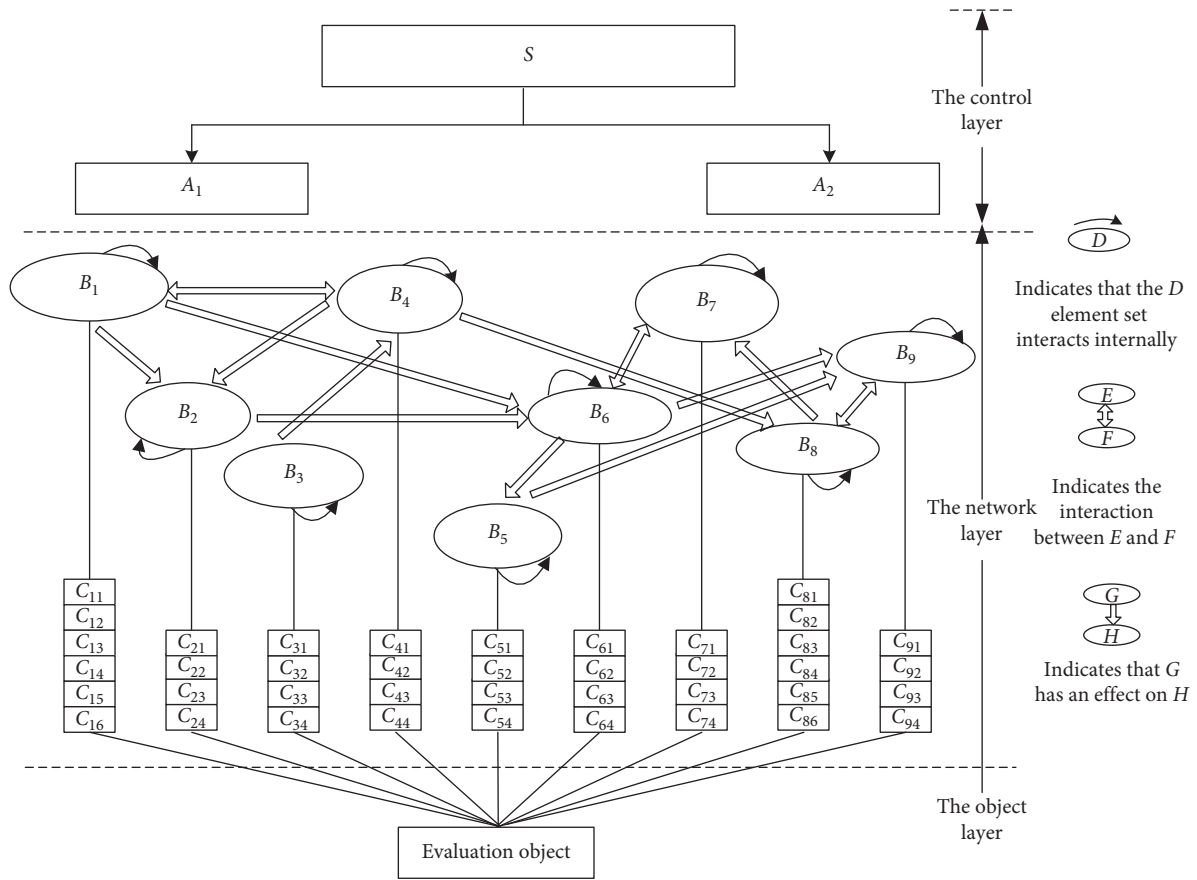 S
The control
layer
A₁
A₂
D
Indicates that the D
element set
interacts internally
B₁
B₄
B₇
B₉
B₂
B₆
B₈
B₃
B₅
E
F
Indicates the
interaction
between E and F
The network
layer
G
H
Indicates that G
has an effect on H
C₁₁
C₁₂
C₁₃
C₁₄
C₁₅
C₁₆
C₂₁
C₂₂
C₂₃
C₂₄
C₃₁
C₃₂
C₃₃
C₃₄
C₄₁
C₄₂
C₄₃
C₄₄
C₅₁
C₅₂
C₅₃
C₅₄
C₆₁
C₆₂
C₆₃
C₆₄
C₇₁
C₇₂
C₇₃
C₇₄
C₈₁
C₈₂
C₈₃
C₈₄
C₈₅
C₈₆
C₉₁
C₉₂
C₉₃
C₉₄
The object
layer
Evaluation object